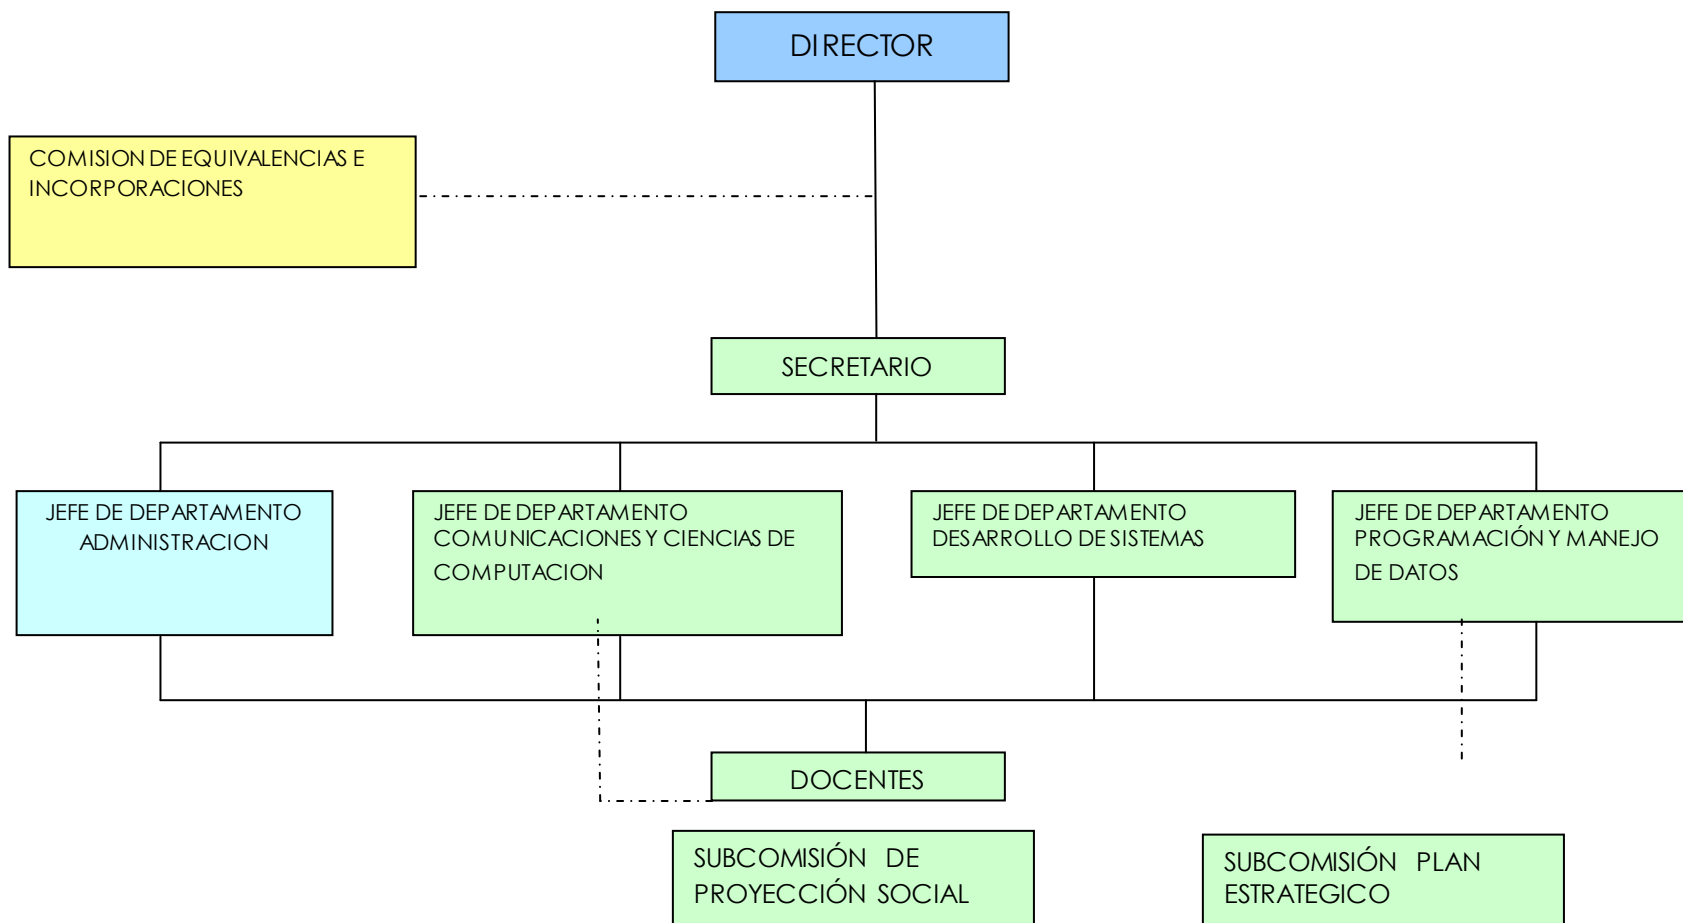 DIRECTOR
COMISION DE EQUIVALENCIAS E
INCORPORACIONES
SECRETARIO
JEFE DE DEPARTAMENTO
ADMINISTRACION
JEFE DE DEPARTAMENTO
COMUNICACIONES Y CIENCIAS DE
COMPUTACION
JEFE DE DEPARTAMENTO
DESARROLLO DE SISTEMAS
JEFE DE DEPARTAMENTO
PROGRAMACIÓN Y MANEJO
DE DATOS
DOCENTES
SUBCOMISIÓN DE
PROYECCIÓN SOCIAL
SUBCOMISIÓN PLAN
ESTRATEGICO